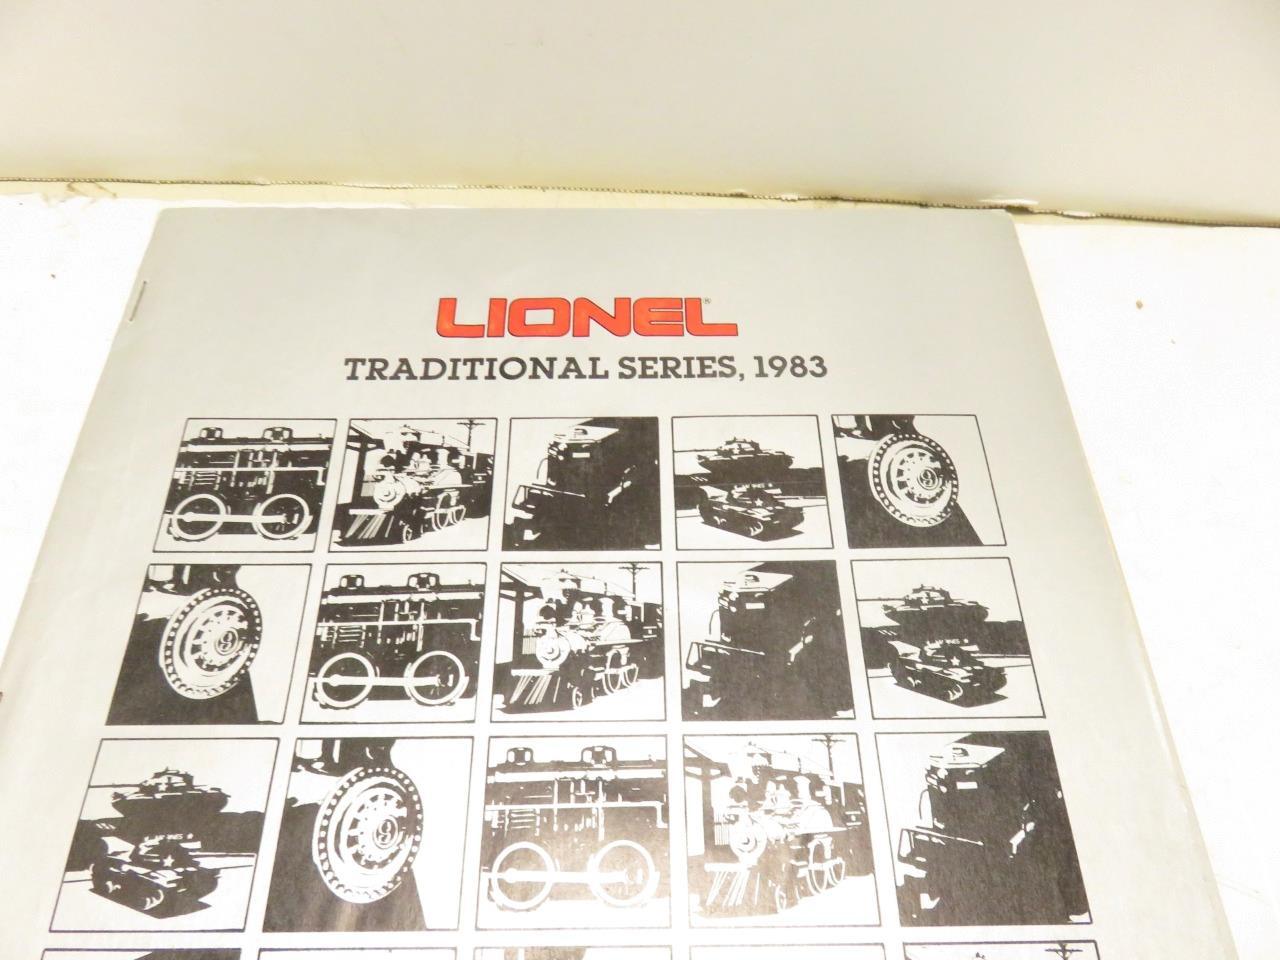 LIONEL®
TRADITIONAL SERIES, 1983